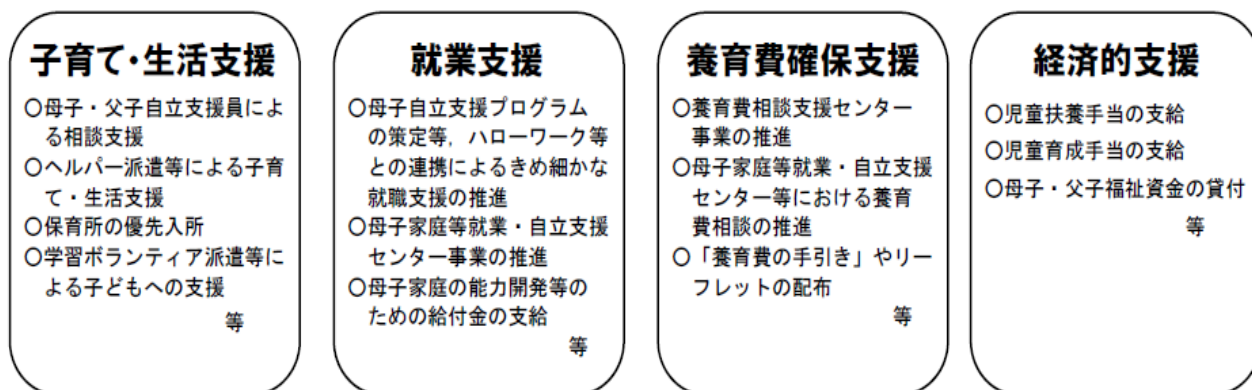 子育て・生活支援
〇母子・父子自立支援員によ
る相談支援
〇ヘルパー派遣等による子育
て・生活支援
〇保育所の優先入所
〇学習ボランティア派遣等に
よる子どもへの支援
等
就業支援
〇母子自立支援プログラム
の策定等，ハローワーク等
との連携によるきめ細かな
就職支援の推進
〇母子家庭等就業・自立支援
センター事業の推進
〇母子家庭の能力開発等の
ための給付金の支給
等
養育費確保支援
〇養育費相談支援センター
事業の推進
〇母子家庭等就業・自立支援
センター等における養育
費相談の推進
〇「養育費の手引き」やリー
フレットの配布
等
経済的支援
〇児童扶養手当の支給
〇児童育成手当の支給
〇母子・父子福祉資金の貸付
等